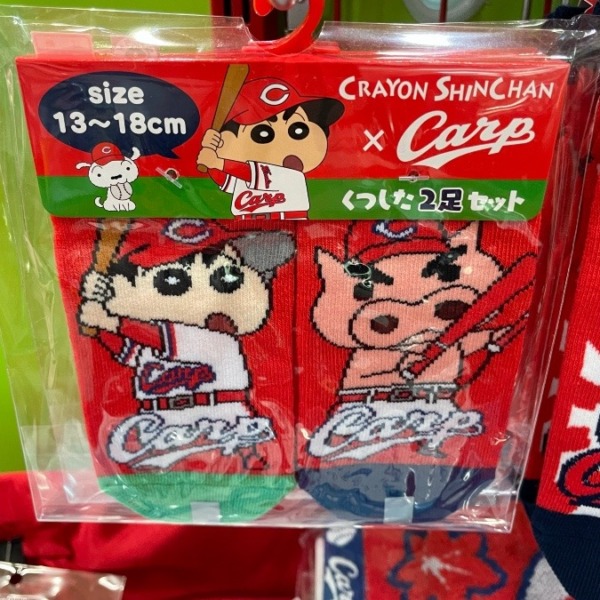 size
13~18cm
CRAYON SHINCHAN
× Carp
C
C
Carp
くつした2足セット
C
C
Carp
Carp
Carp